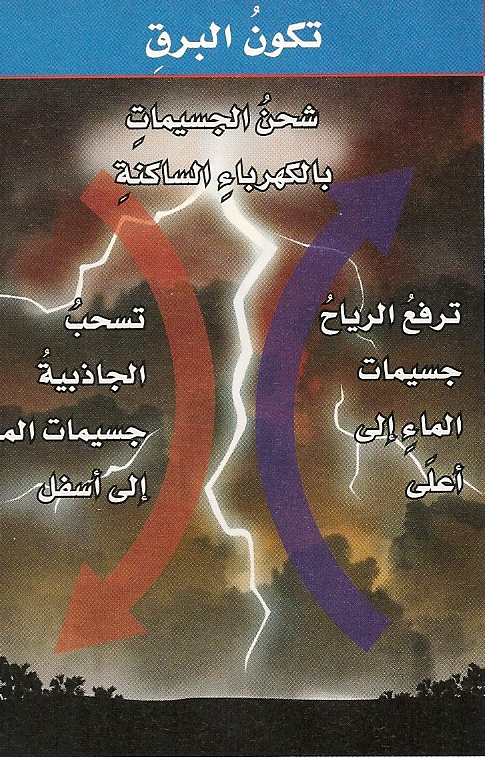 تكونُ البرقِ
شحنُ الجسيماتِ
بالكهرباءِ الساكنةِ
ترفعُ الرياحُ
جسيمات
الماءِ إلى
أعلَى
تسحبُ
الجاذبيةُ
جسيمات الم
إلى أسفل